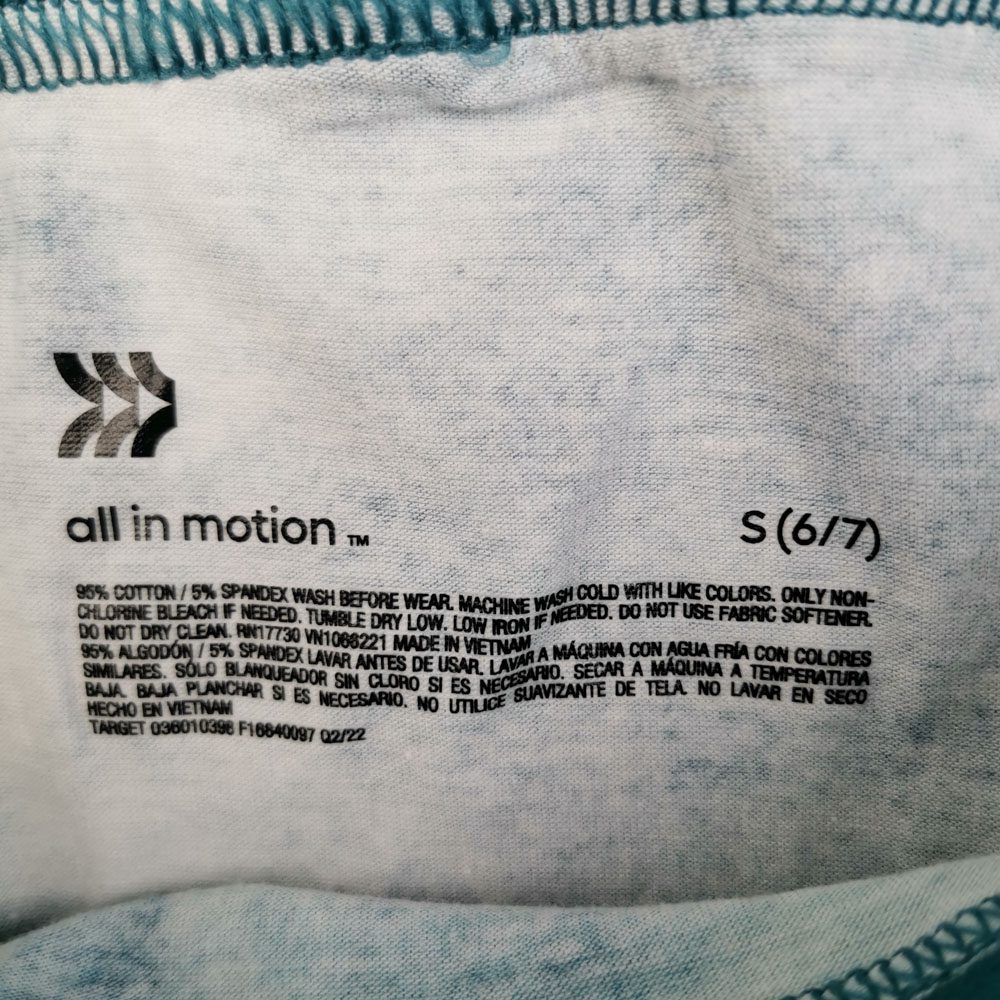 all in motion ™
S (6/7)
95% COTTON / 5% SPANDEX WASH BEFORE WEAR. MACHINE WASH COLD WITH LIKE COLORS. ONLY NON-
CHLORINE BLEACH IF NEEDED. TUMBLE DRY LOW. LOW IRON IF NEEDED. DO NOT USE FABRIC SOFTENER.
DO NOT DRY CLEAN. RN17730 VN1066221 MADE IN VIETNAM
95% ALGODÓN / 5% SPANDEX LAVAR ANTES DE USAR. LAVAR A MÁQUINA CON AGUA FRÍA CON COLORES
SIMILARES. SÓLO BLANQUEADOR SIN CLORO SI ES NECESARIO. SECAR A MÁQUINA A TEMPERATURA
BAJA. BAJA PLANCHAR SI ES NECESARIO. NO UTILICE SUAVIZANTE DE TELA. NO LAVAR EN SECO
HECHO EN VIETNAM
TARGET 036010398 F16640097 Q2/22